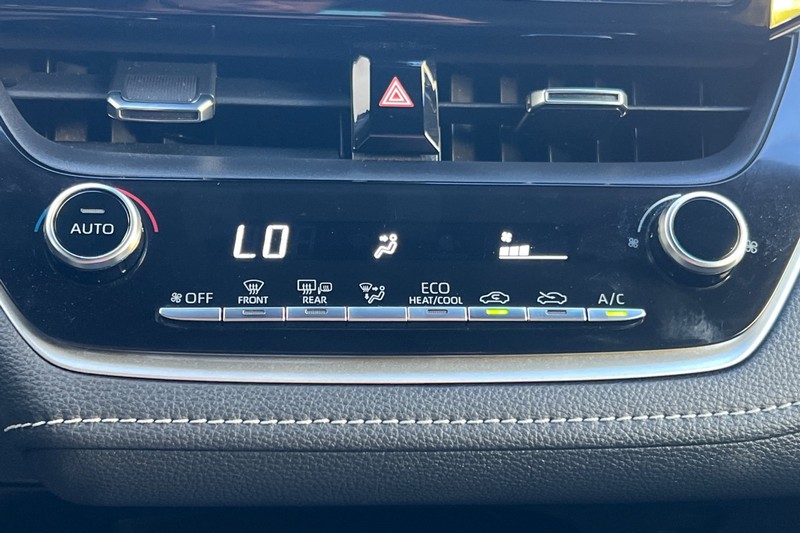 AUTO
LO
OFF
FRONT
REAR
ECO
HEAT/COOL
A/C